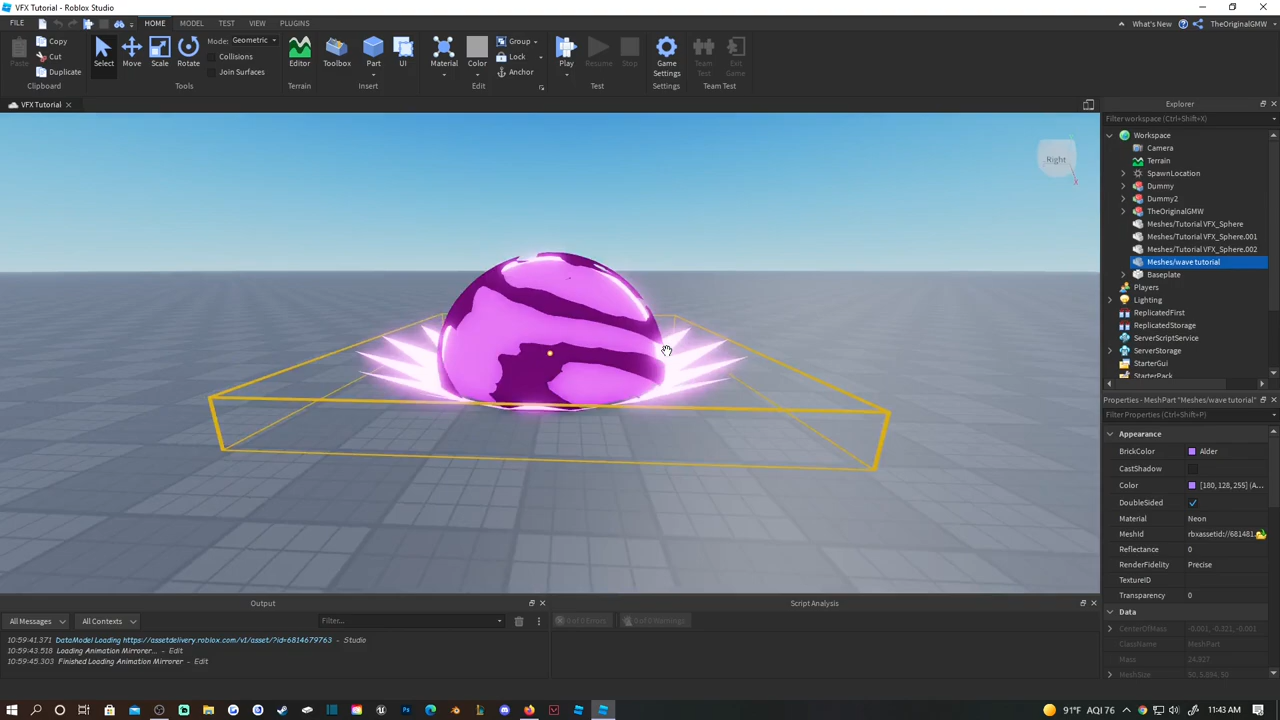 VFX Tutorial - Roblox Studio
FILE HOME MODEL TEST VIEW PLUGINS What's New TheOriginalGMW
Paste Copy Cut Duplicate Clipboard
Select Move Scale Rotate Mode: Geometric Collisions Join Surfaces Tools
Editor Terrain
Toolbox Part UI Insert
Material Color Group Lock Anchor Edit
Play Resume Stop Test
Game Settings Settings
Team Test Exit Game Team Test
VFX Tutorial
Right
Explorer
Filter workspace (Ctrl+Shift+X)
Workspace
Camera
Terrain
SpawnLocation
Dummy
Dummy2
TheOriginalGMW
Meshes/Tutorial VFX_Sphere
Meshes/Tutorial VFX_Sphere.001
Meshes/Tutorial VFX_Sphere.002
Meshes/wave tutorial
Baseplate
Players
Lighting
ReplicatedFirst
ReplicatedStorage
ServerScriptService
ServerStorage
StarterGui
StarterPack
Properties - MeshPart "Meshes/wave tutorial"
Filter Properties (Ctrl+Shift+P)
Appearance
BrickColor Alder
CastShadow
Color [180, 128, 255] (A...
DoubleSided
Material Neon
MeshId rbxassetid://681481
Reflectance 0
RenderFidelity Precise
TextureID
Transparency 0
Data
CenterOfMass -0.001, -0.321, -0.001
ClassName MeshPart
Mass 24.927
MeshSize 50, 5.894, 50
Output
All Messages All Contexts Filter...
10:59:41.371 DataModel Loading https://assetdelivery.roblox.com/v1/asset/?id=6814679763 - Studio
10:59:43.518 Loading Animation Mirrorer... - Edit
10:59:45.303 Finished Loading Animation Mirrorer - Edit
Script Analysis
0 of 0 Errors 0 of 0 Warnings
91°F AQI 76 11:43 AM